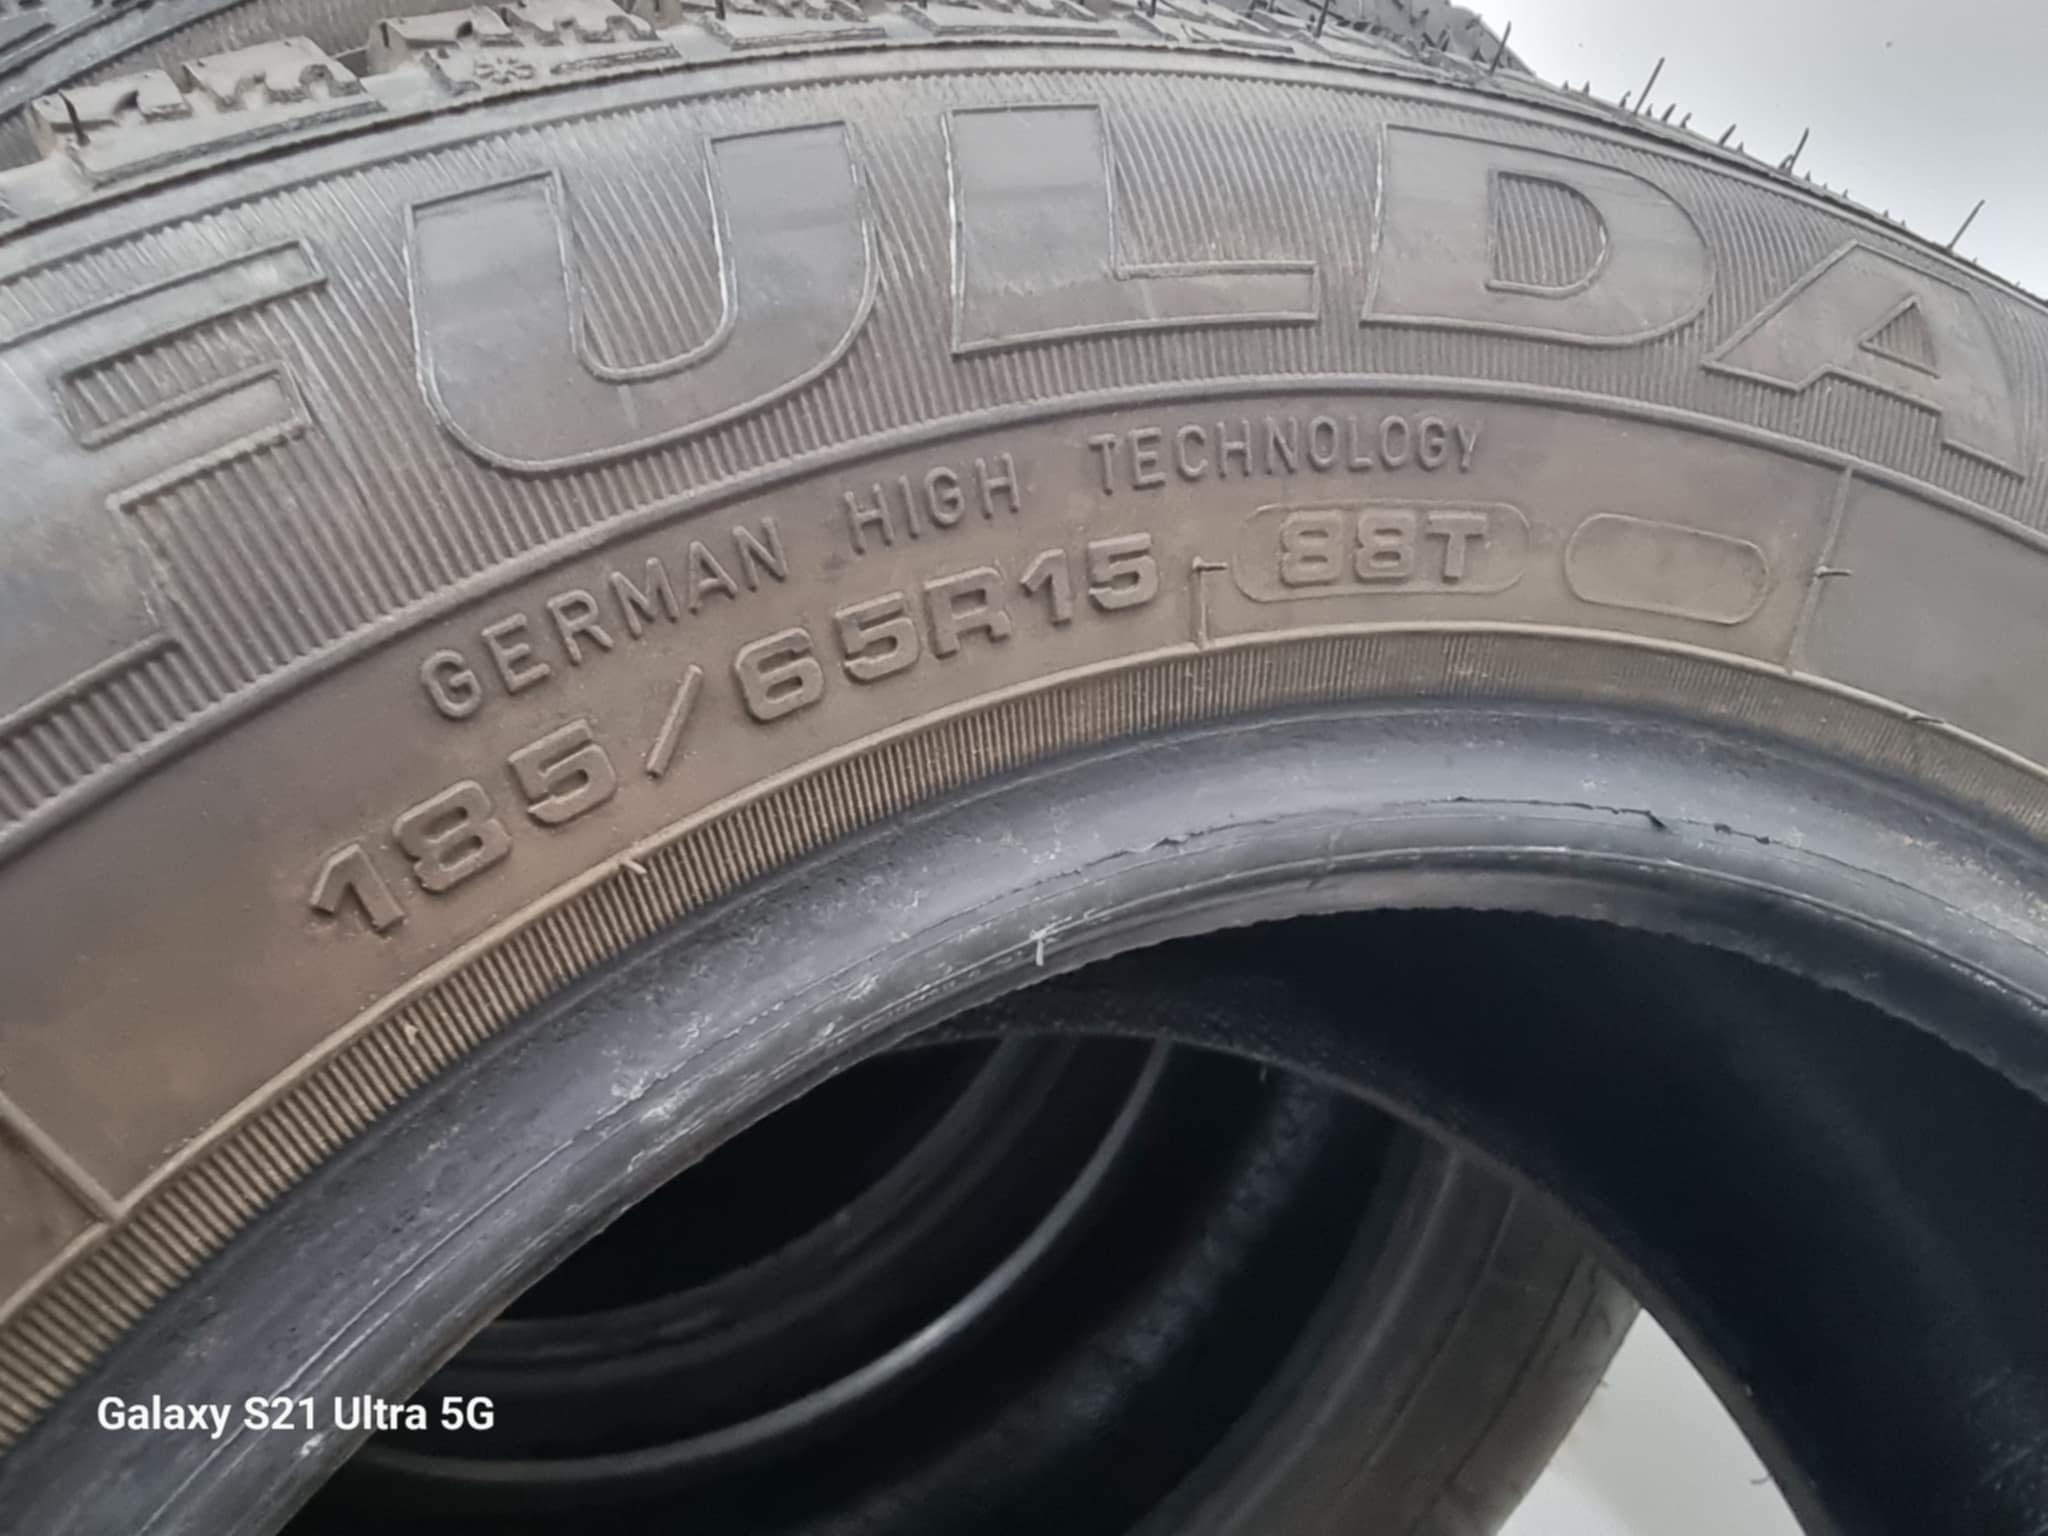 FULDA
GERMAN HIGH TECHNOLOGY
185/65R15 88T
Galaxy S21 Ultra 5G